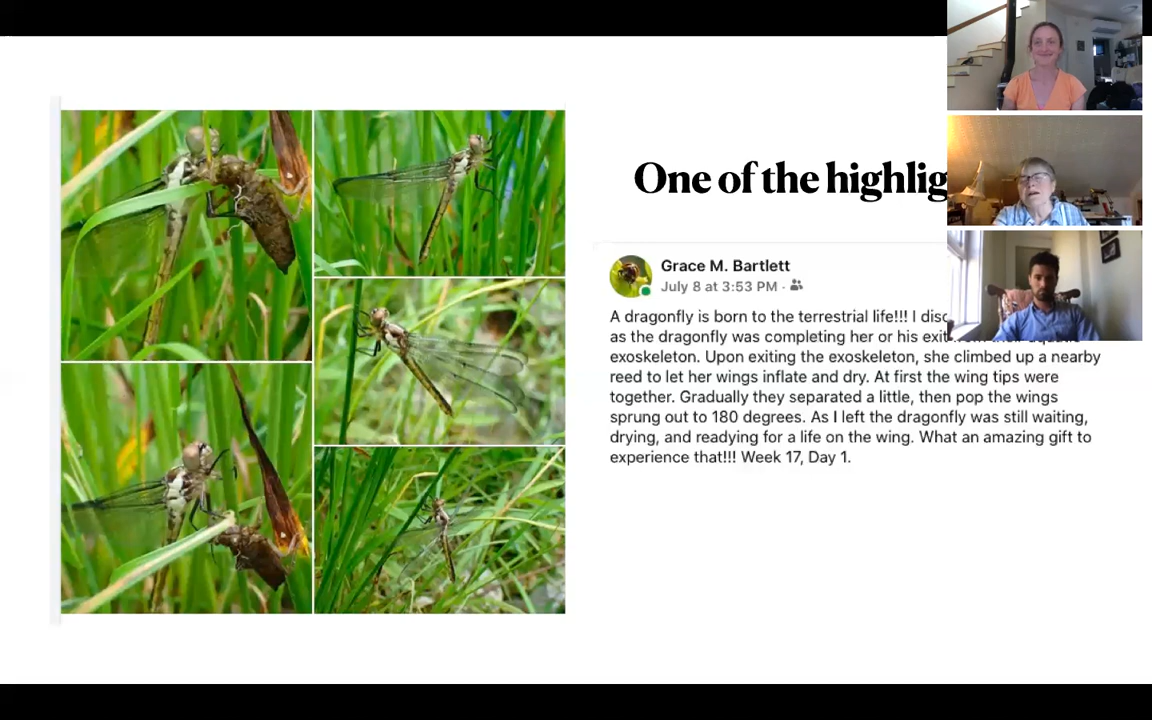 One of the highlig
Grace M. Bartlett
July 8 at 3:53 PM ·
A dragonfly is born to the terrestrial life!!! I disc
as the dragonfly was completing her or his exit
exoskeleton. Upon exiting the exoskeleton, she climbed up a nearby
reed to let her wings inflate and dry. At first the wing tips were
together. Gradually they separated a little, then pop the wings
sprung out to 180 degrees. As I left the dragonfly was still waiting,
drying, and readying for a life on the wing. What an amazing gift to
experience that!!! Week 17, Day 1.